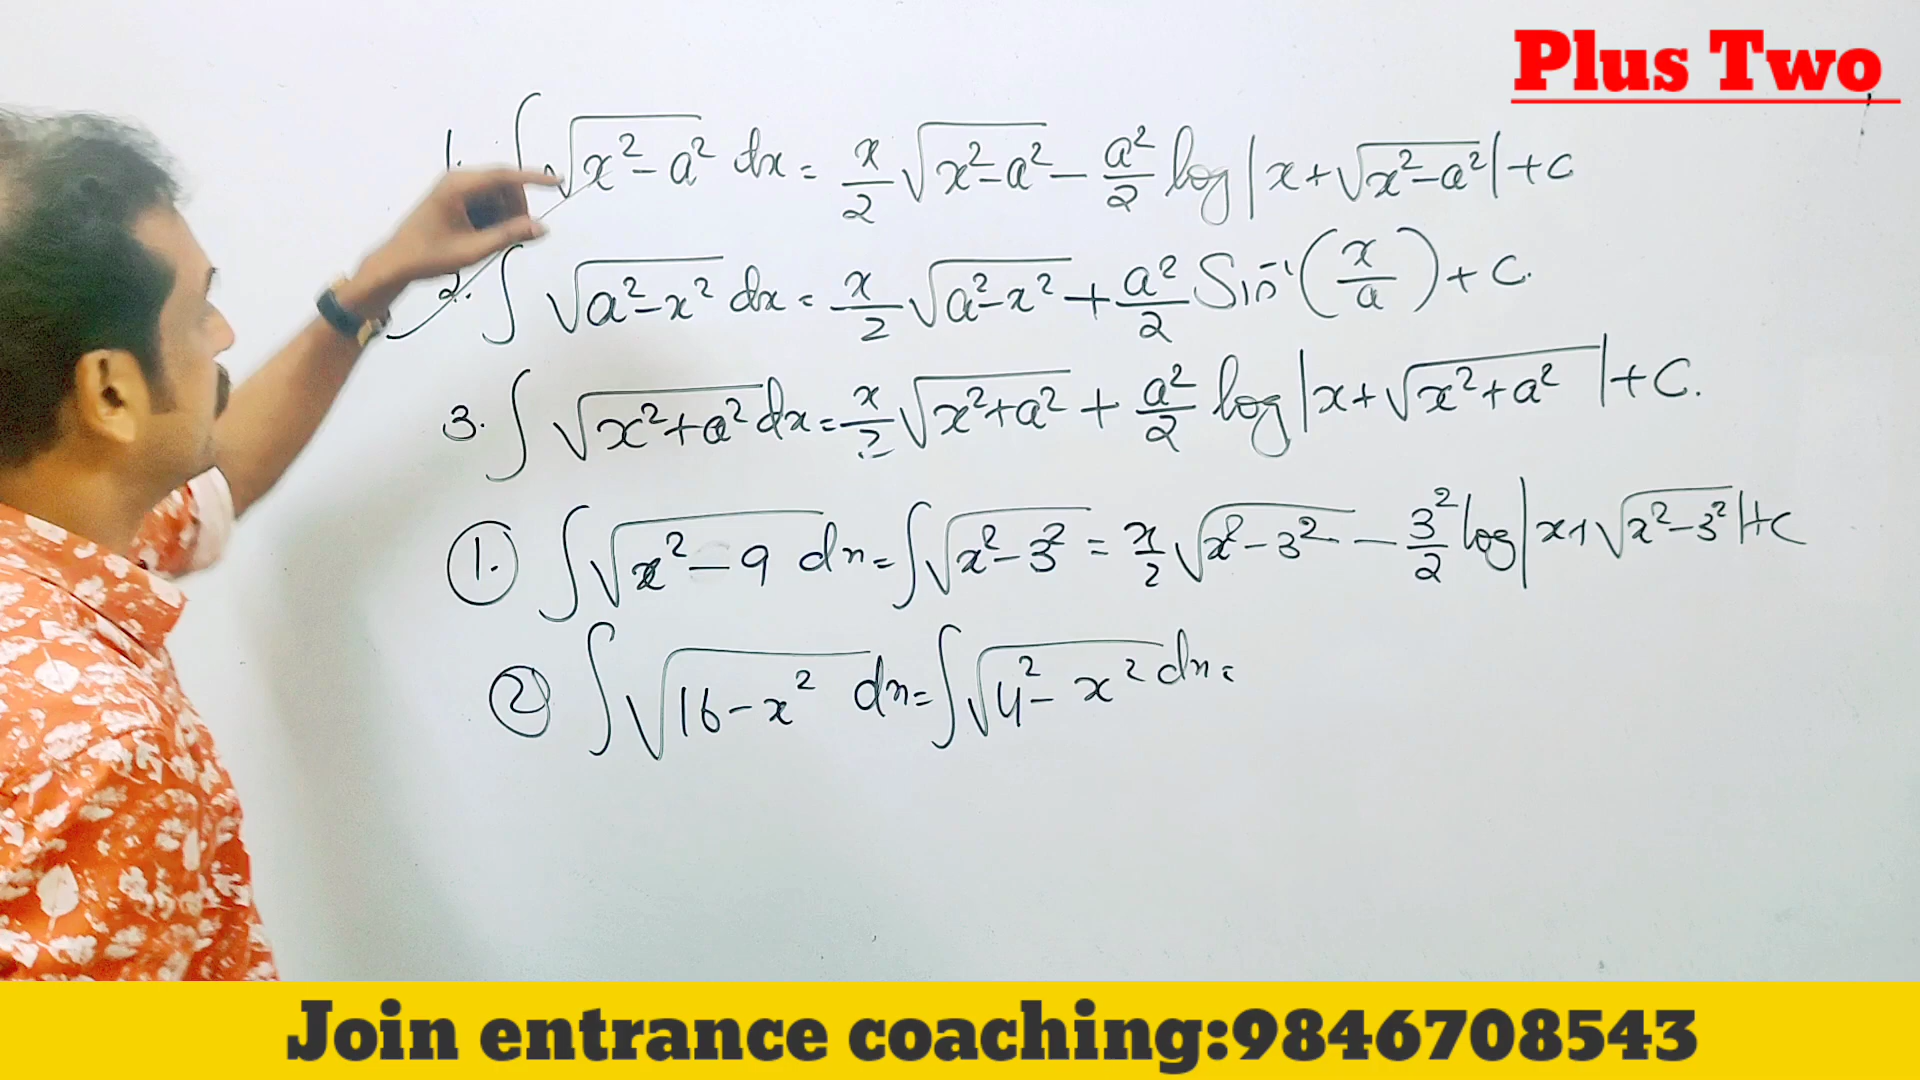 Plus Two
1. ∫ √x²-a² dx = x/2 √x²-a² - a²/2 log |x+√x²-a²| + c
2. ∫ √a²-x² dx = x/2 √a²-x² + a²/2 Sin⁻¹ (x/a) + C.
3. ∫ √x²+a² dx = x/2 √x²+a² + a²/2 log |x+√x²+a²| + C.
①. ∫ √x²-9 dx = ∫ √x²-3² = x/2 √x²-3² - 3²/2 log |x+√x²-3²| + C
② ∫ √16-x² dx = ∫ √4²-x² dx =
Join entrance coaching:9846708543